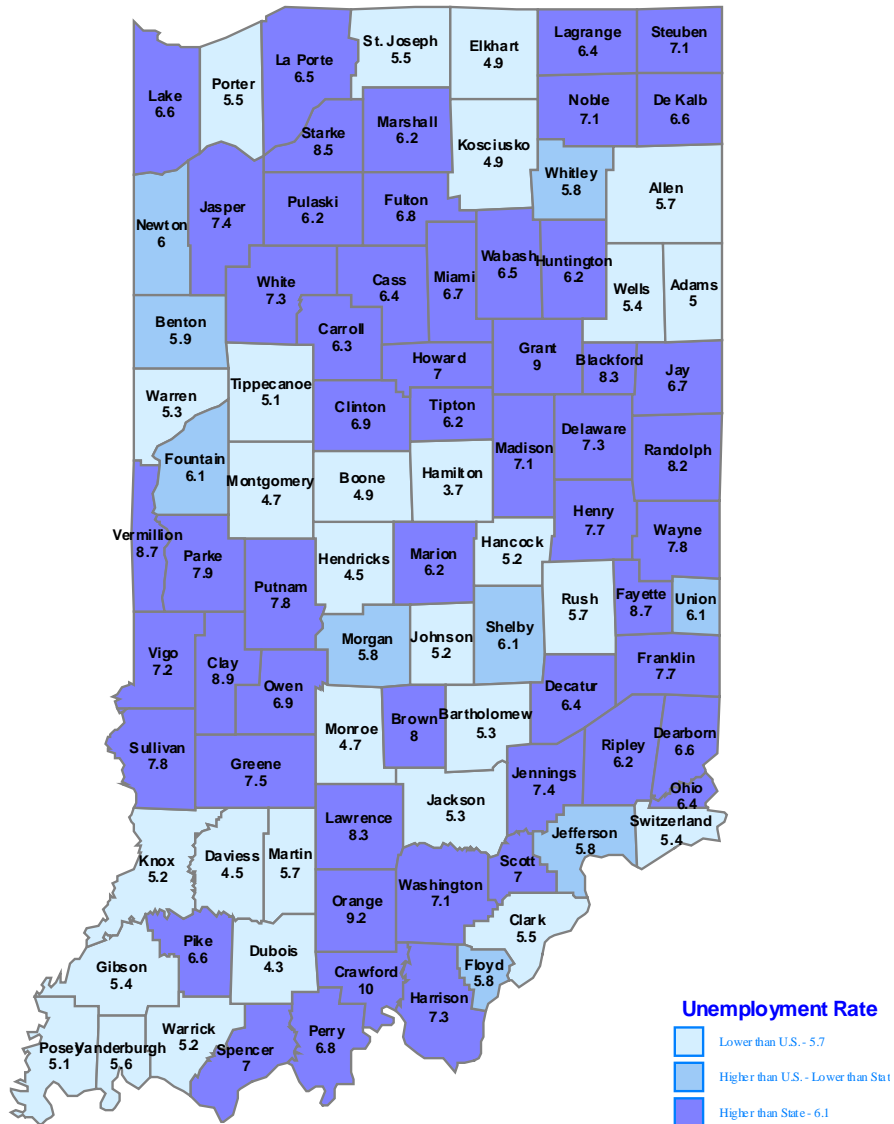 St. Joseph
5.5
Elkhart
4.9
Lagrange
6.4
Steuben
7.1
La Porte
6.5
Porter
5.5
Lake
6.6
Noble
7.1
De Kalb
6.6
Starke
8.5
Marshall
6.2
Kosciusko
4.9
Whitley
5.8
Allen
5.7
Newton
6
Jasper
7.4
Pulaski
6.2
Fulton
6.8
White
7.3
Cass
6.4
Miami
6.7
Wabash
6.5
Huntington
6.2
Wells
5.4
Adams
5
Benton
5.9
Carroll
6.3
Howard
7
Grant
9
Blackford
8.3
Jay
6.7
Warren
5.3
Tippecanoe
5.1
Clinton
6.9
Tipton
6.2
Madison
7.1
Delaware
7.3
Randolph
8.2
Fountain
6.1
Montgomery
4.7
Boone
4.9
Hamilton
3.7
Henry
7.7
Wayne
7.8
Vermillion
8.7
Parke
7.9
Putnam
7.8
Hendricks
4.5
Marion
6.2
Hancock
5.2
Rush
5.7
Fayette
8.7
Union
6.1
Vigo
7.2
Clay
8.9
Owen
6.9
Morgan
5.8
Johnson
5.2
Shelby
6.1
Decatur
6.4
Franklin
7.7
Sullivan
7.8
Greene
7.5
Monroe
4.7
Brown
8
Bartholomew
5.3
Jennings
7.4
Ripley
6.2
Dearborn
6.6
Ohio
6.4
Switzerland
5.4
Knox
5.2
Daviess
4.5
Martin
5.7
Lawrence
8.3
Jackson
5.3
Scott
7
Jefferson
5.8
Orange
9.2
Washington
7.1
Clark
5.5
Gibson
5.4
Pike
6.6
Dubois
4.3
Crawford
10
Harrison
7.3
Floyd
5.8
Posey
5.1
Vanderburgh
5.6
Warrick
5.2
Spencer
7
Perry
6.8
Unemployment Rate
Lower than U.S. - 5.7
Higher than U.S. - Lower than Stat
Higher than State - 6.1